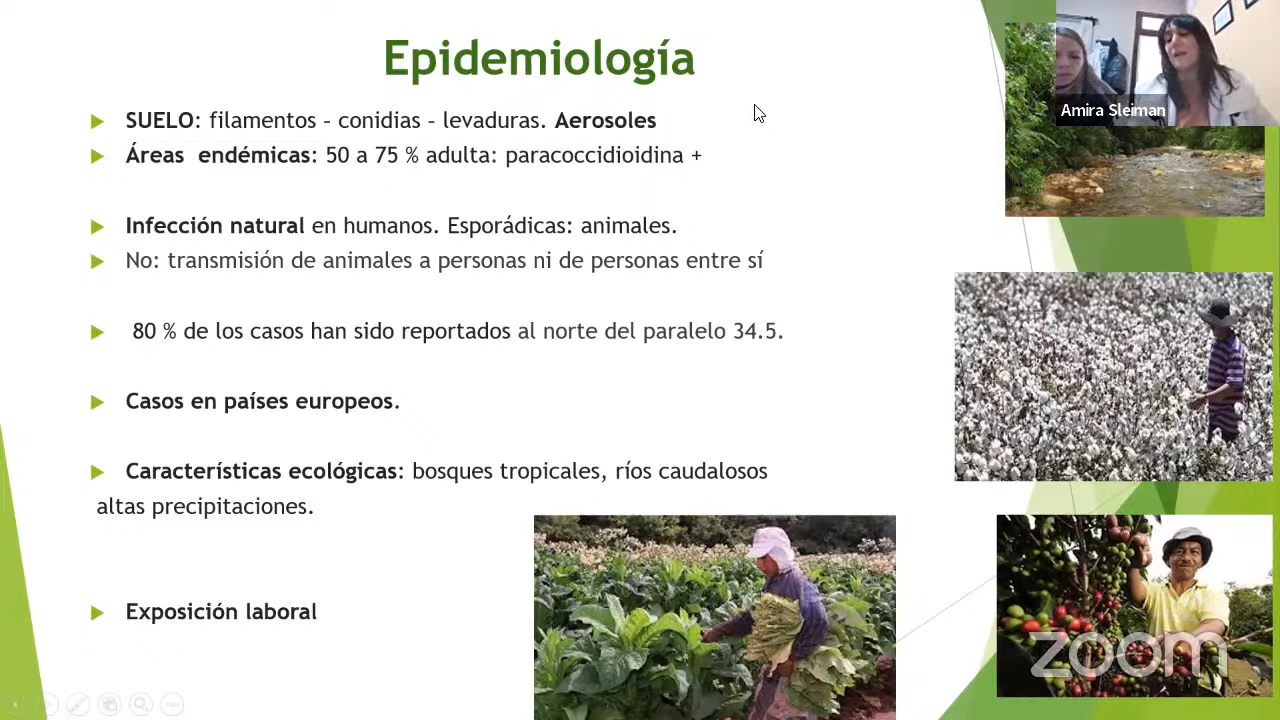 Epidemiología
SUELO: filamentos – conidias – levaduras. Aerosoles
Áreas endémicas: 50 a 75 % adulta: paracoccidioidina +
Infección natural en humanos. Esporádicas: animales.
No: transmisión de animales a personas ni de personas entre sí
80 % de los casos han sido reportados al norte del paralelo 34.5.
Casos en países europeos.
Características ecológicas: bosques tropicales, ríos caudalosos
altas precipitaciones.
Exposición laboral
Amira Sleiman
zoom